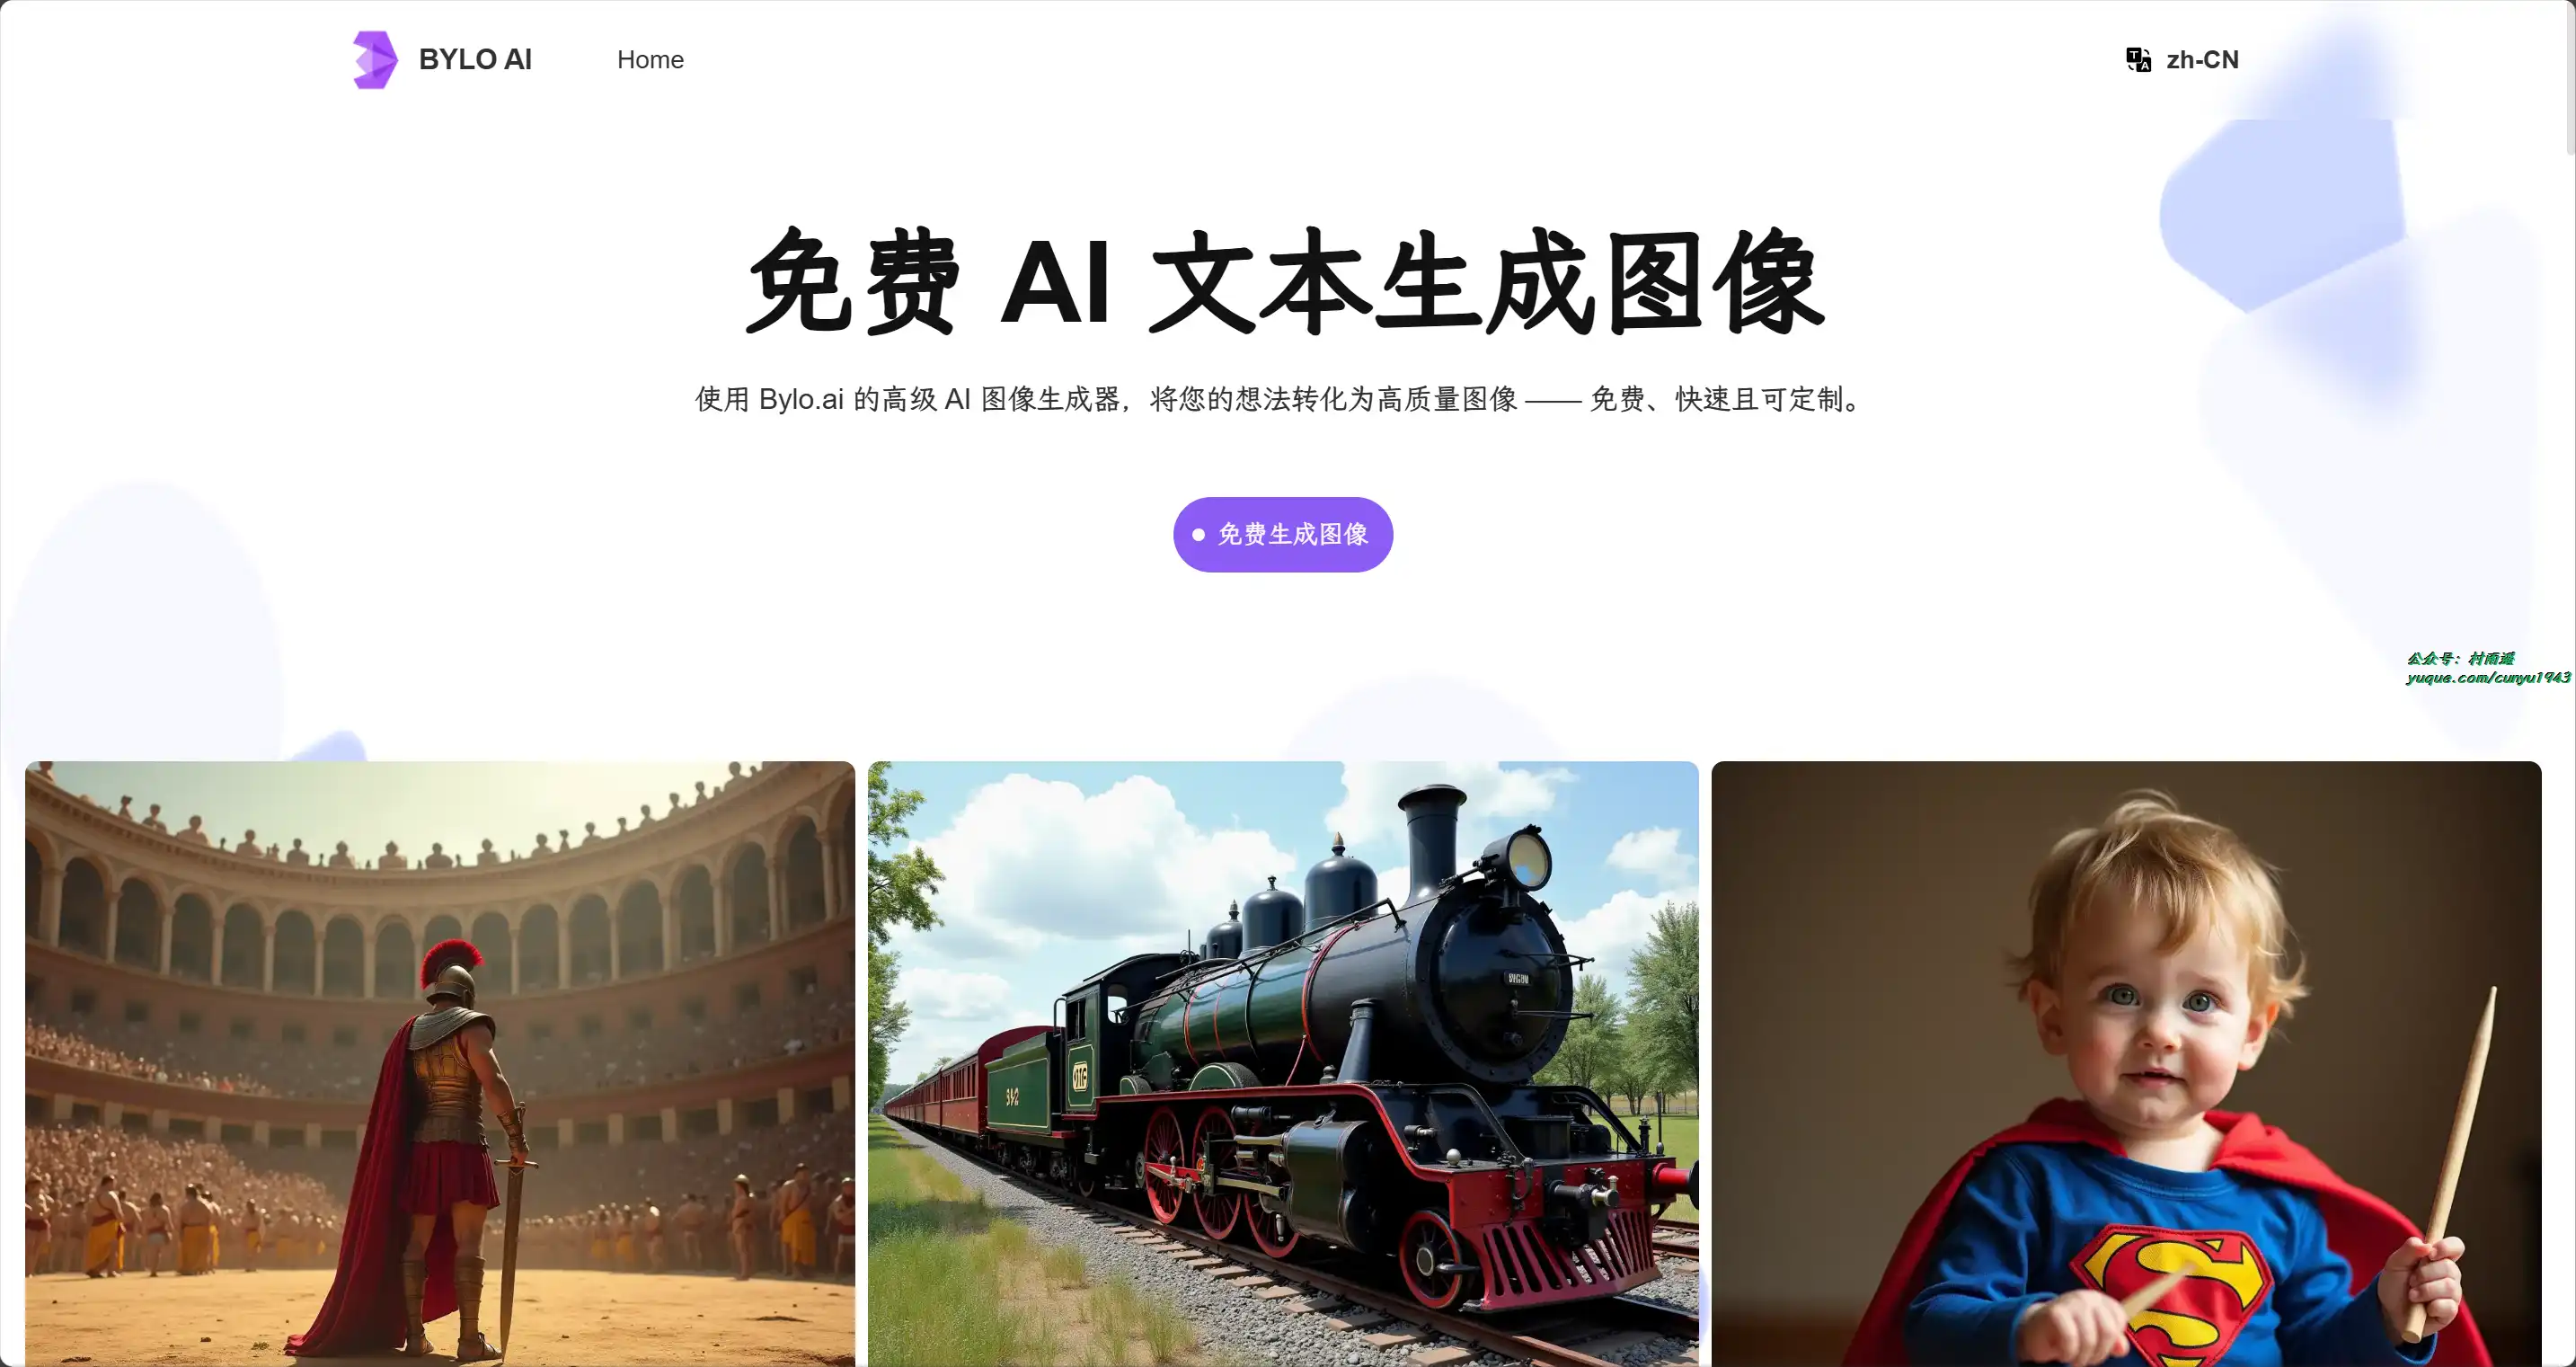 BYLO AI
Home
zh-CN
免费 AI 文本生成图像
使用 Bylo.ai 的高级 AI 图像生成器，将您的想法转化为高质量图像 —— 免费、快速且可定制。
免费生成图像
公众号：村雨遥
yuque.com/cunyu1943
S